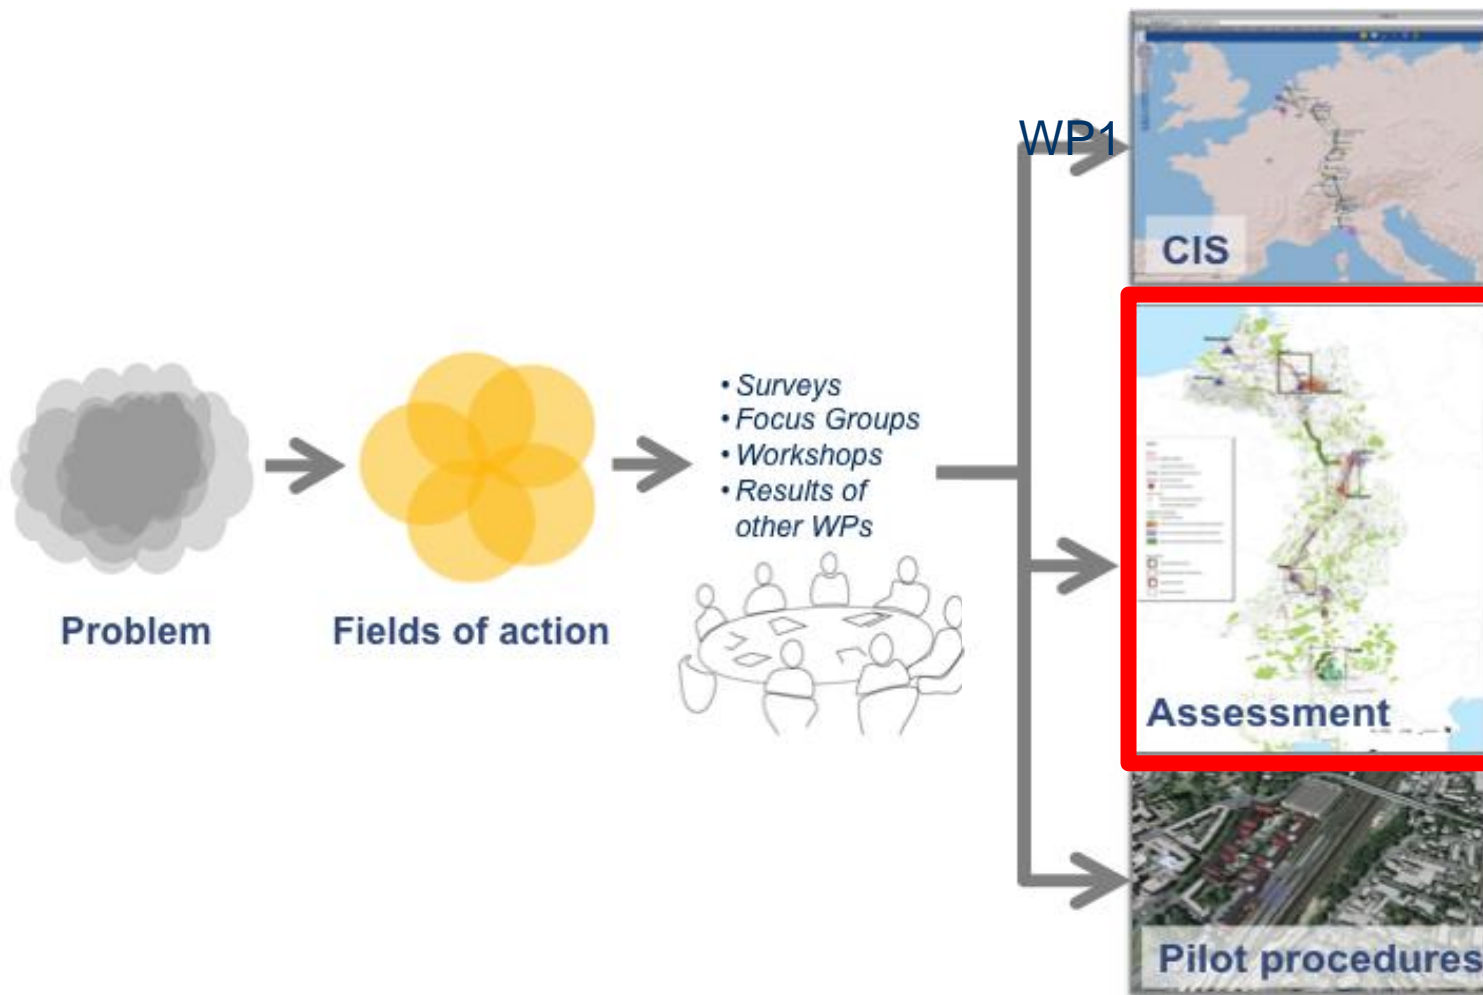 WP1
CIS
• Surveys
• Focus Groups
• Workshops
• Results of
other WPs
Problem
Fields of action
Assessment
Pilot procedures